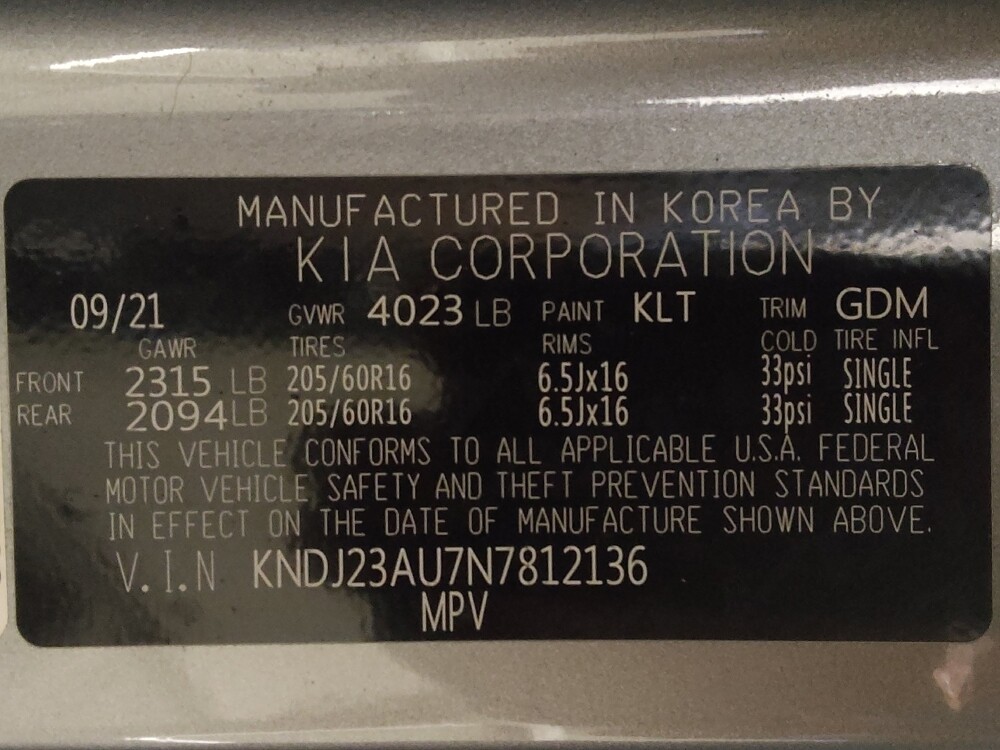 MANUFACTURED IN KOREA BY
KIA CORPORATION
09/21 GVWR 4023 LB PAINT KLT TRIM GDM
GAWR TIRES RIMS COLD TIRE INFL
FRONT 2315 LB 205/60R16 6.5Jx16 33psi SINGLE
REAR 2094 LB 205/60R16 6.5Jx16 33psi SINGLE
THIS VEHICLE CONFORMS TO ALL APPLICABLE U.S.A. FEDERAL
MOTOR VEHICLE SAFETY AND THEFT PREVENTION STANDARDS
IN EFFECT ON THE DATE OF MANUFACTURE SHOWN ABOVE.
V.I.N KNDJ23AU7N7812136
MPV